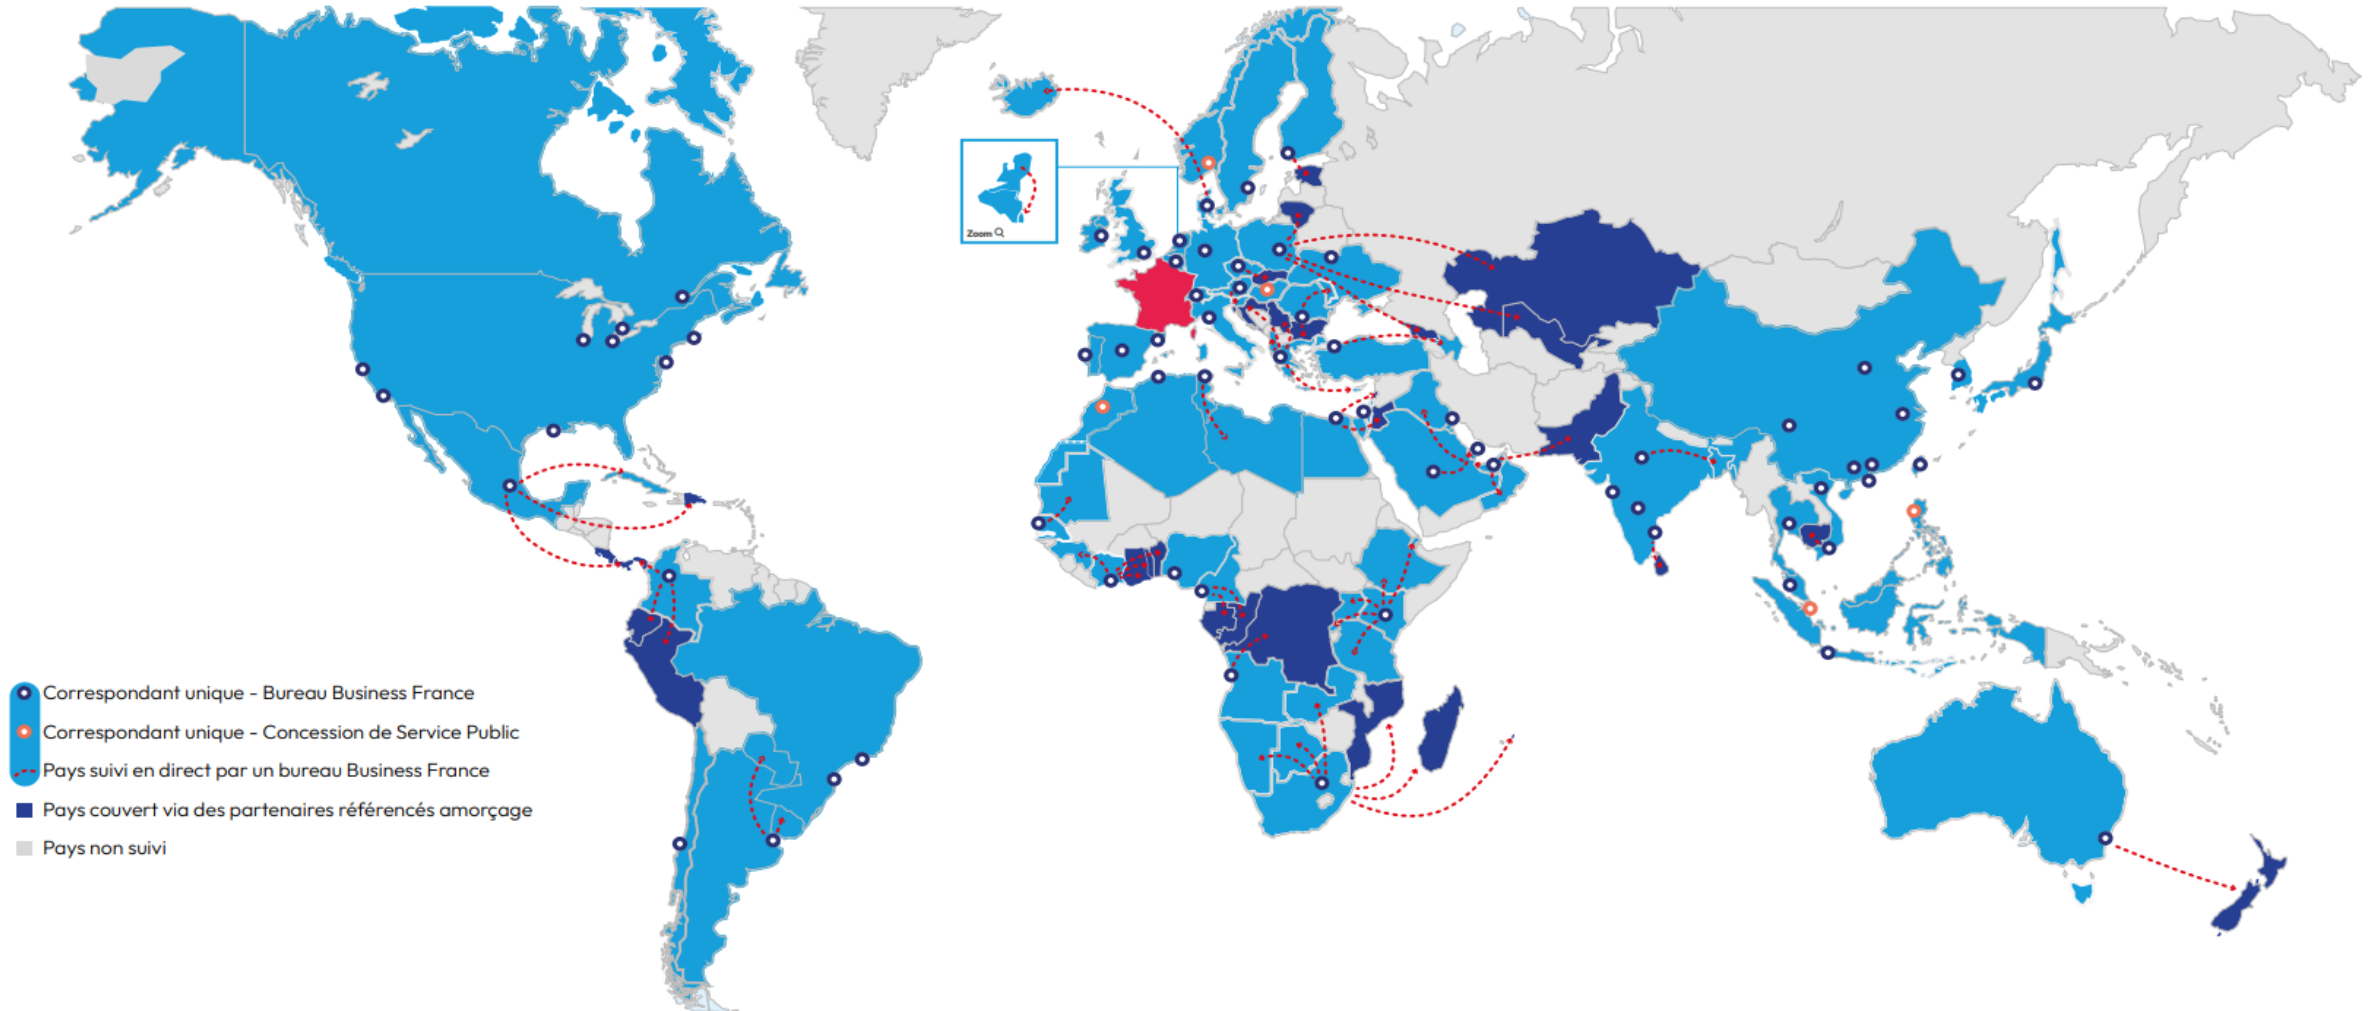 Zoom
Correspondant unique - Bureau Business France
Correspondant unique - Concession de Service Public
Pays suivi en direct par un bureau Business France
Pays couvert via des partenaires référencés amorçage
Pays non suivi